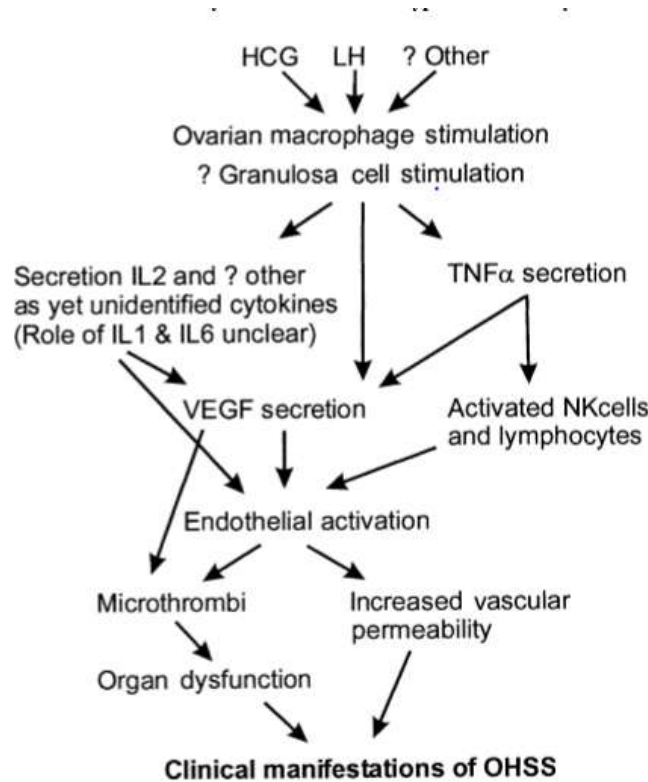 HCG LH ? Other
Ovarian macrophage stimulation
? Granulosa cell stimulation
Secretion IL2 and ? other
as yet unidentified cytokines
(Role of IL1 & IL6 unclear)
TNFα secretion
VEGF secretion
Activated NKcells
and lymphocytes
Endothelial activation
Microthrombi
Increased vascular
permeability
Organ dysfunction
Clinical manifestations of OHSS